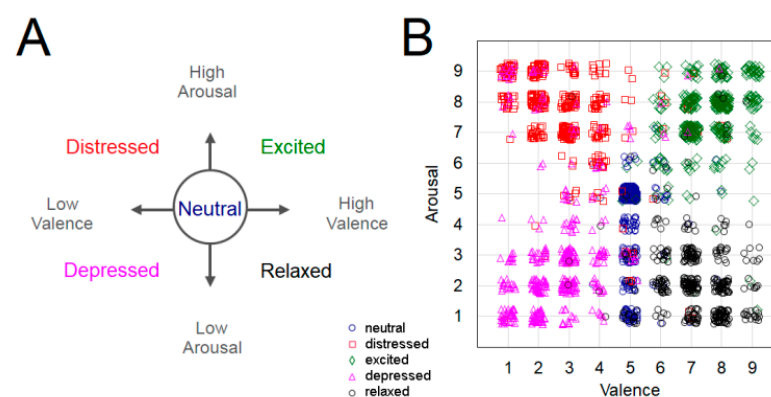 A
High
Arousal
Distressed
Excited
Low
Valence
Neutral
High
Valence
Depressed
Relaxed
Low
Arousal
B
Arousal
9
8
7
6
5
4
3
2
1
1 2 3 4 5 6 7 8 9
Valence
neutral
distressed
excited
depressed
relaxed